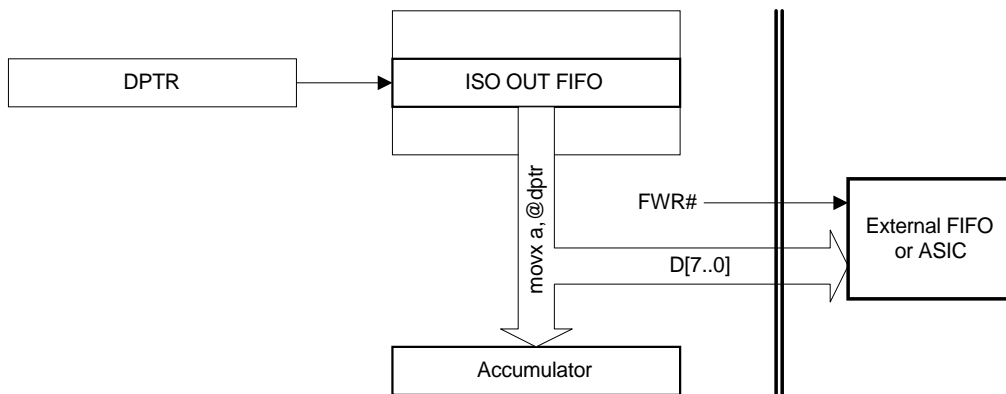 ISO OUT FIFO
DPTR
movx a,@dptr
FWR#
External FIFO
or ASIC
D[7..0]
Accumulator